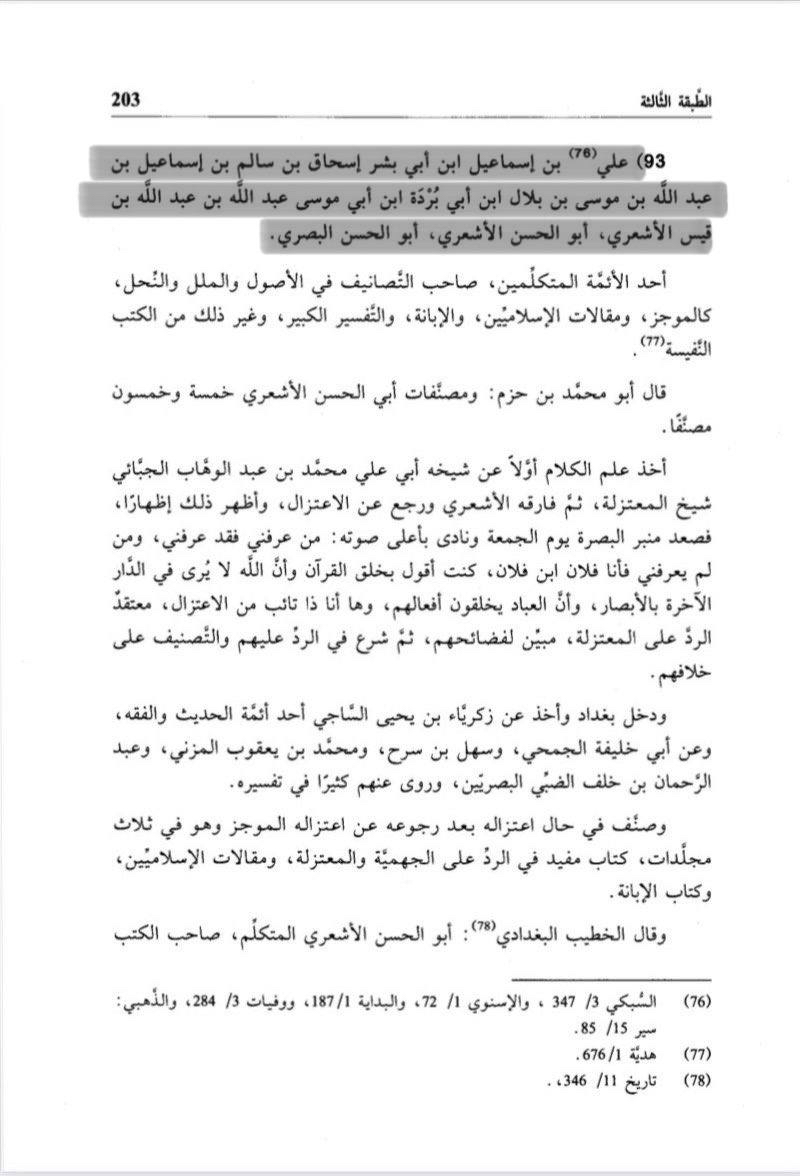 الطَّبقة الثَّالثة 203
93) علي(76) بن إسماعيل ابن أبي بشر إسحاق بن سالم بن إسماعيل بن
عبد اللَّه بن موسى بن بلال ابن أبي بُرْدَة ابن أبي موسى عبد اللَّه بن عبد اللَّه بن
قيس الأشعري، أبو الحسن الأشعري، أبو الحسن البصري.
أحد الأئمَّة المتكلِّمين، صاحب التَّصانيف في الأصول والملل والنِّحل،
كالموجز، ومقالات الإسلاميِّين، والإبانة، والتَّفسير الكبير، وغير ذلك من الكتب
النَّفيسة(77).
قال أبو محمَّد بن حزم: ومصنَّفات أبي الحسن الأشعري خمسة وخمسون
مصنَّفًا.
أخذ علم الكلام أوَّلاً عن شيخه أبي علي محمَّد بن عبد الوهَّاب الجبَّائي
شيخ المعتزلة، ثمَّ فارقه الأشعري ورجع عن الاعتزال، وأظهر ذلك إظهارًا،
فصعد منبر البصرة يوم الجمعة ونادى بأعلى صوته: من عرفني فقد عرفني، ومن
لم يعرفني فأنا فلان ابن فلان، كنت أقول بخلق القرآن وأنَّ اللَّه لا يُرى في الدَّار
الآخرة بالأبصار، وأنَّ العباد يخلقون أفعالهم، وها أنا ذا تائب من الاعتزال، معتقدٌ
الردَّ على المعتزلة، مبيِّن لفضائحهم، ثمَّ شرع في الردِّ عليهم والتَّصنيف على
خلافهم.
ودخل بغداد وأخذ عن زكريَّاء بن يحيى السَّاجي أحد أئمَّة الحديث والفقه،
وعن أبي خليفة الجمحي، وسهل بن سرح، ومحمَّد بن يعقوب المزني، وعبد
الرَّحمان بن خلف الضبِّي البصريّين، وروى عنهم كثيرًا في تفسيره.
وصنَّف في حال اعتزاله بعد رجوعه عن اعتزاله الموجز وهو في ثلاث
مجلَّدات، كتاب مفيد في الردِّ على الجهميَّة والمعتزلة، ومقالات الإسلاميِّين،
وكتاب الإبانة.
وقال الخطيب البغدادي(78): أبو الحسن الأشعري المتكلِّم، صاحب الكتب
(76) السُّبكي 3/ 347 ، والإسنوي 1/ 72، والبداية 1/187، ووفيات 3/ 284، والذَّهبي:
سير 15/ 85.
(77) هديَّة 1/676.
(78) تاريخ 11/ 346، .